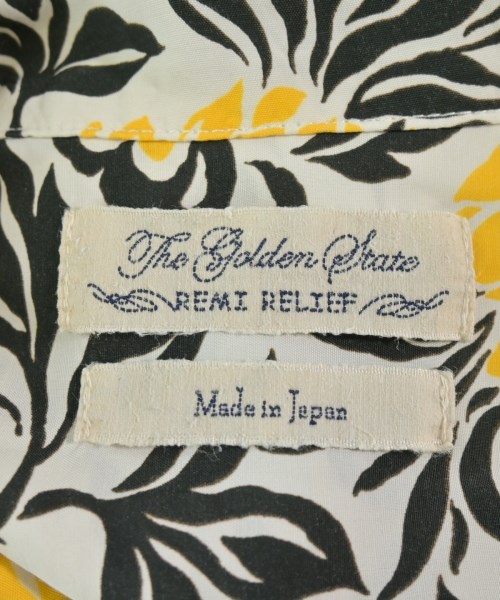 The Golden State
REMI RELIEF
Made in Japan